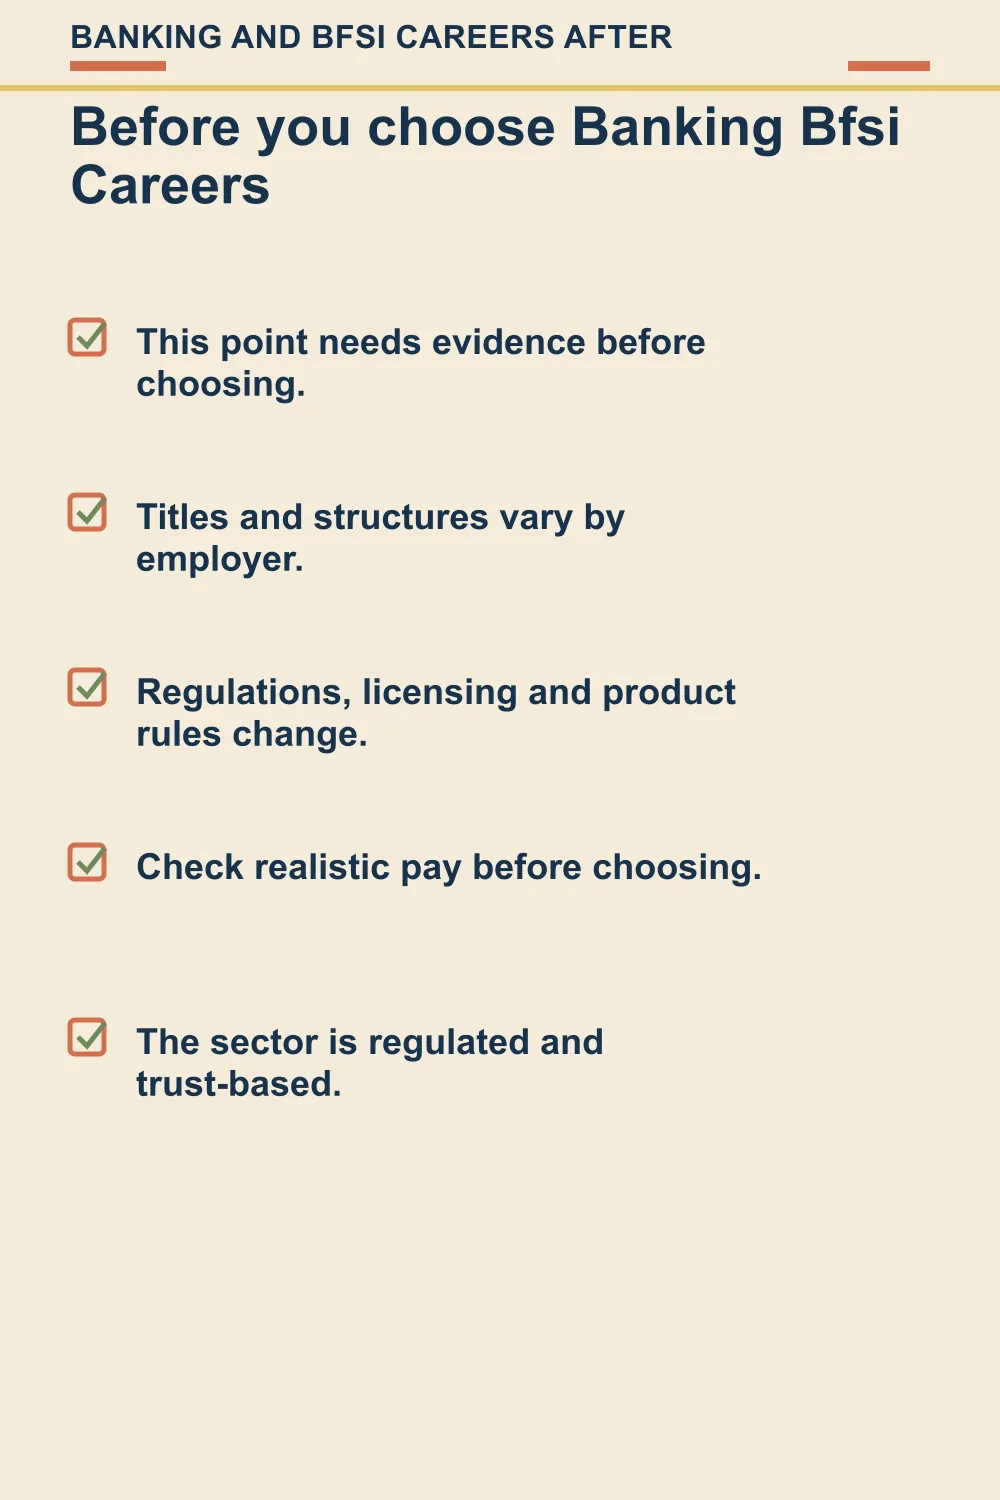 BANKING AND BFSI CAREERS AFTER
Before you choose Banking Bfsi
Careers
This point needs evidence before
choosing.
Titles and structures vary by
employer.
Regulations, licensing and product
rules change.
Check realistic pay before choosing.
The sector is regulated and
trust-based.